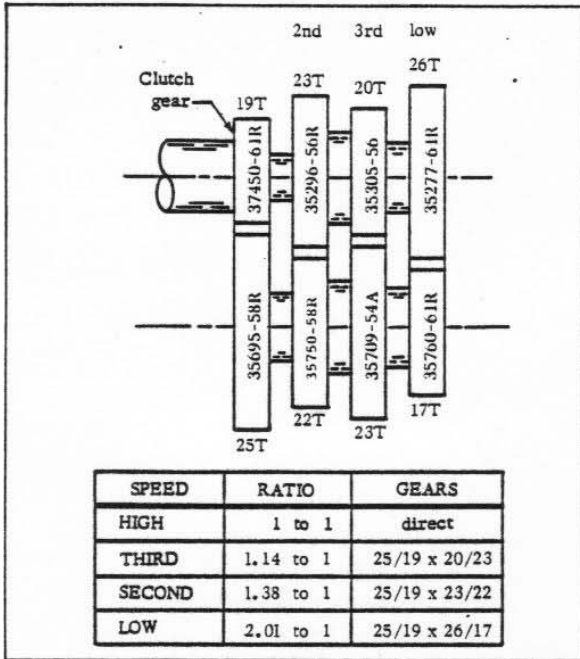 2nd 3rd low
26T
23T 20T
Clutch
gear
19T
37450-61R
35296-56R
35305-56
35277-61R
35695-58R
35750-58R
35709-54A
35760-61R
22T
17T
23T
25T
SPEED RATIO GEARS
HIGH 1 to 1 direct
THIRD 1.14 to 1 25/19 x 20/23
SECOND 1.38 to 1 25/19 x 23/22
LOW 2.01 to 1 25/19 x 26/17